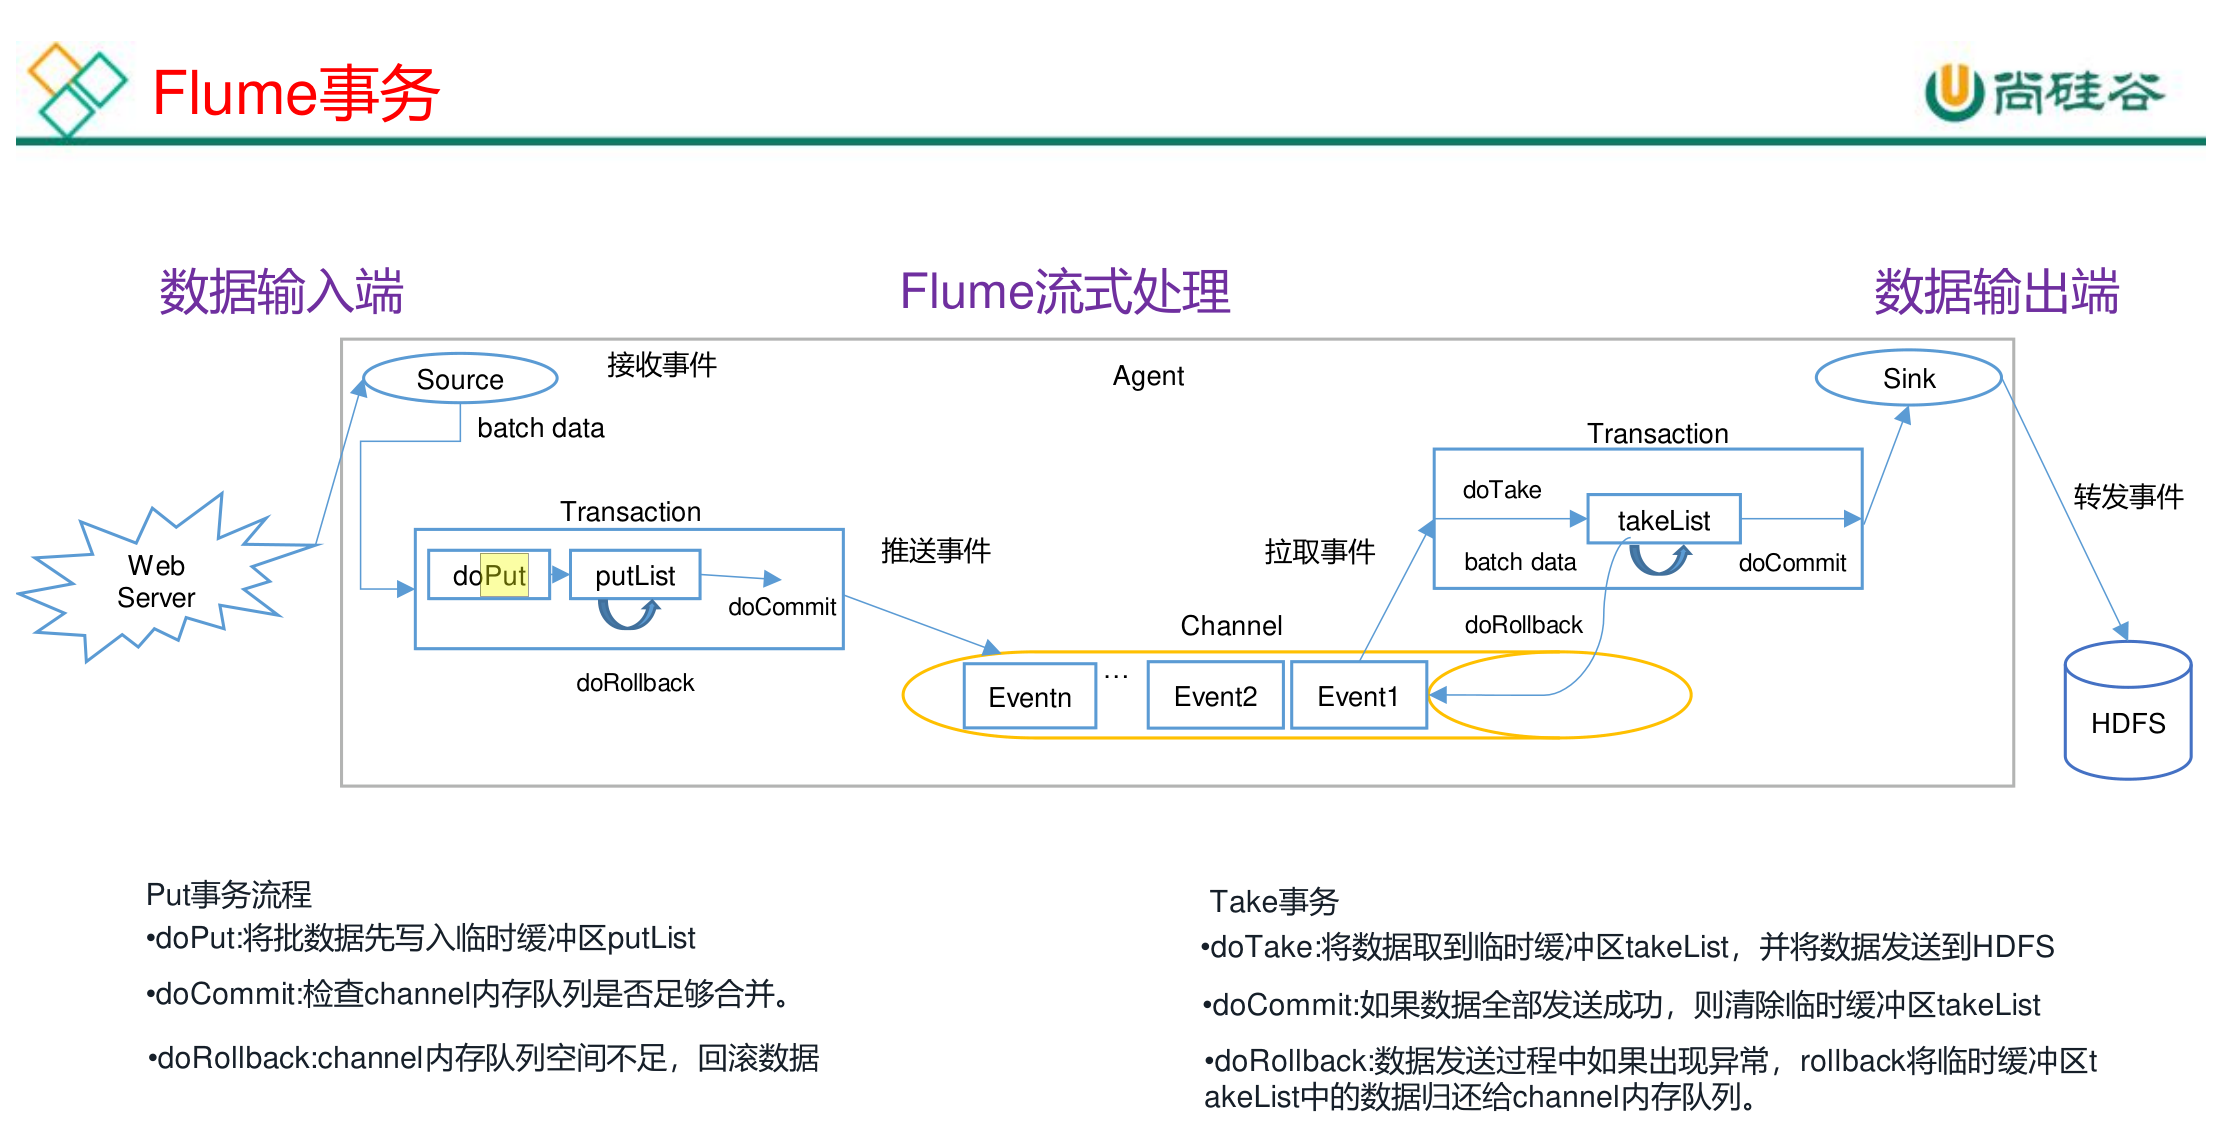 Flume事务
尚硅谷
数据输入端
Flume流式处理
数据输出端
Source
接收事件
Agent
Sink
batch data
Transaction
doTake
takeList
转发事件
batch data
doCommit
Transaction
doPut
putList
doCommit
推送事件
拉取事件
Web
Server
Channel
doRollback
doRollback
Eventn
...
Event2
Event1
HDFS
Put事务流程
•doPut:将批数据先写入临时缓冲区putList
•doCommit:检查channel内存队列是否足够合并。
•doRollback:channel内存队列空间不足，回滚数据
Take事务
•doTake:将数据取到临时缓冲区takeList，并将数据发送到HDFS
•doCommit:如果数据全部发送成功，则清除临时缓冲区takeList
•doRollback:数据发送过程中如果出现异常，rollback将临时缓冲区t
akeList中的数据归还给channel内存队列。